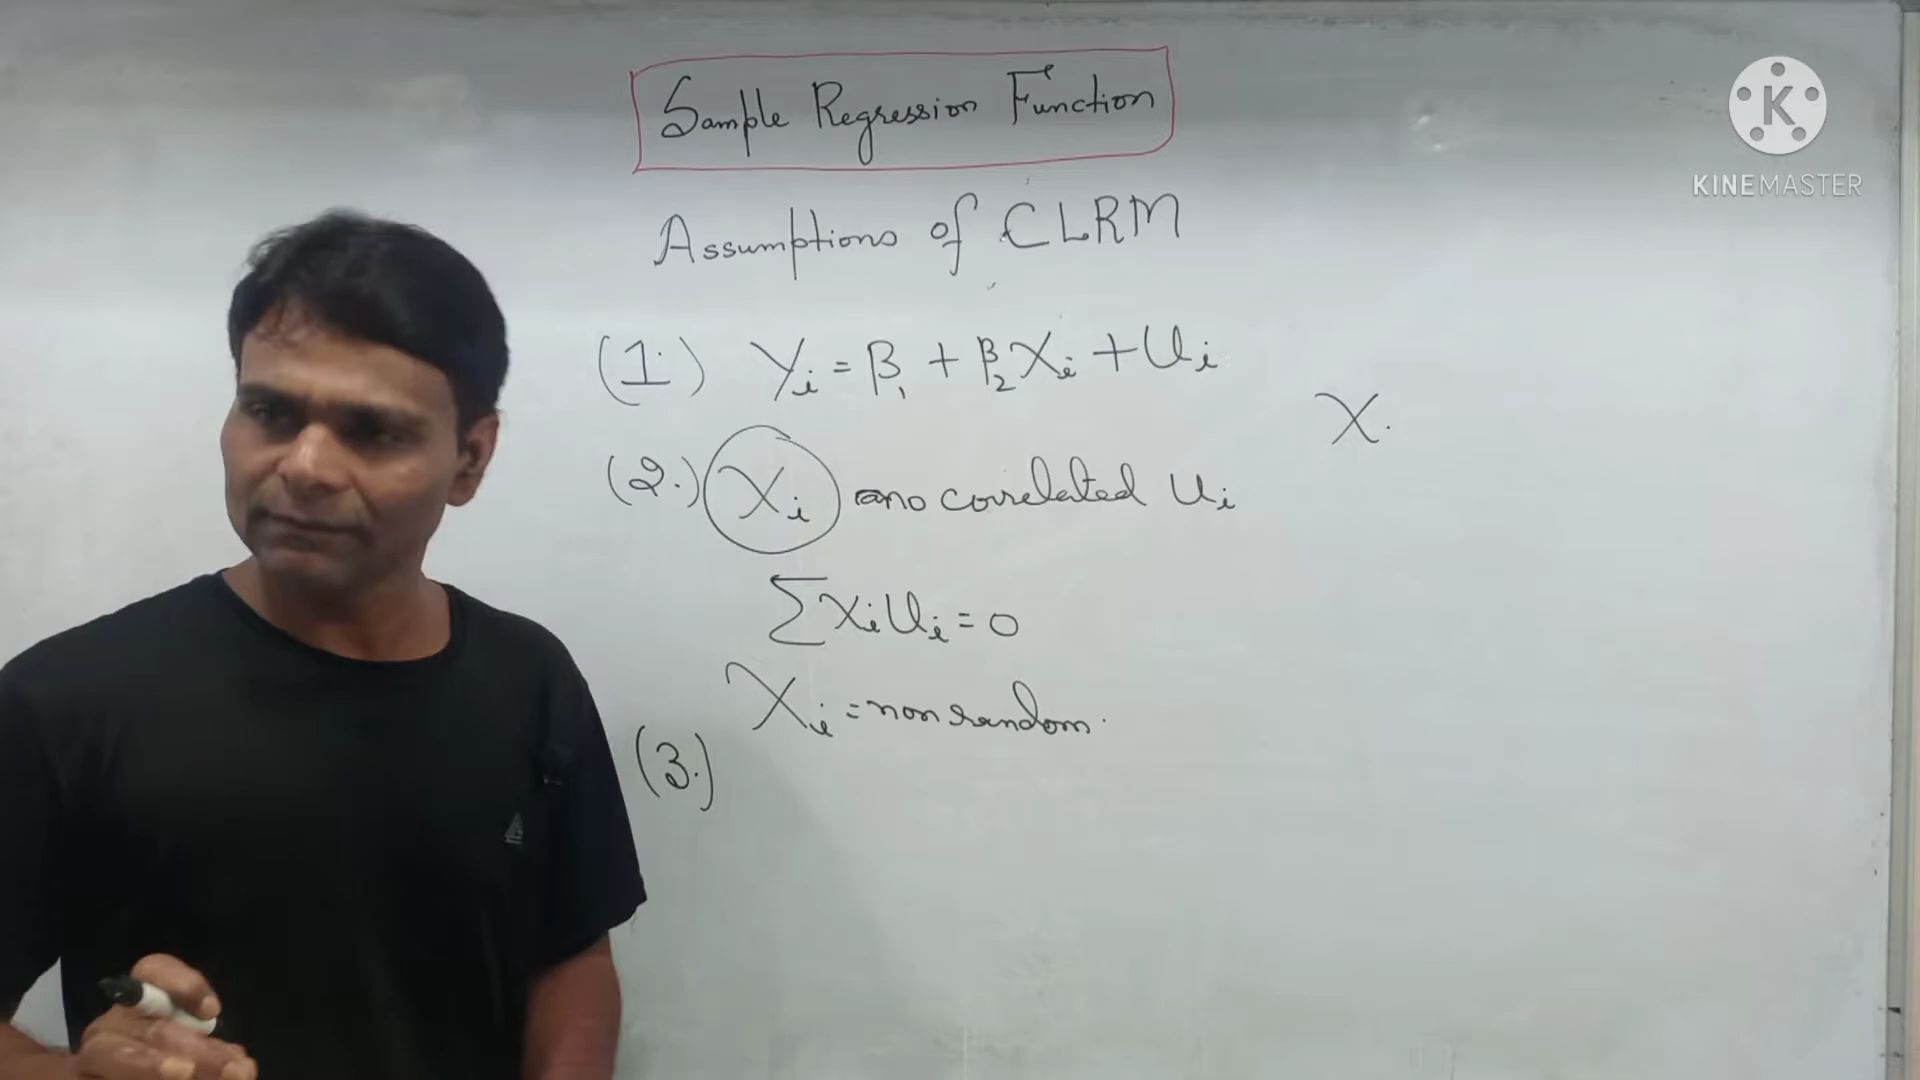 Sample Regression Function
Assumptions of CLRM
(1.) Yi = β1 + β2Xi + Ui
X.
(2.) Xi no correlated Ui
ΣXiUi = 0
Xi = non random.
(3.)
K
KINEMASTER